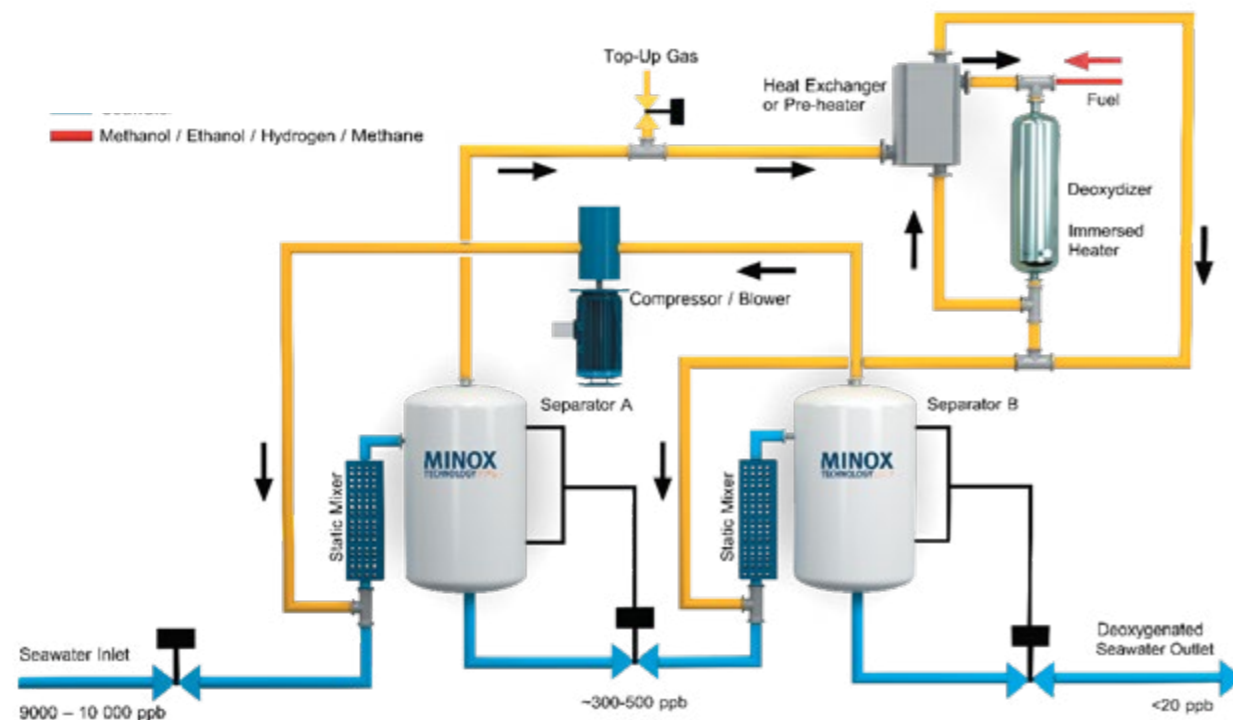 Top-Up Gas
Heat Exchanger
or Pre-heater
Fuel
Methanol / Ethanol / Hydrogen / Methane
Deoxydizer
Immersed
Heater
Compressor / Blower
Separator A
Separator B
MINOX
TECHNOLOGY
MINOX
TECHNOLOGY
Static Mixer
Static Mixer
Seawater Inlet
Deoxygenated
Seawater Outlet
9000 – 10 000 ppb
~300-500 ppb
<20 ppb